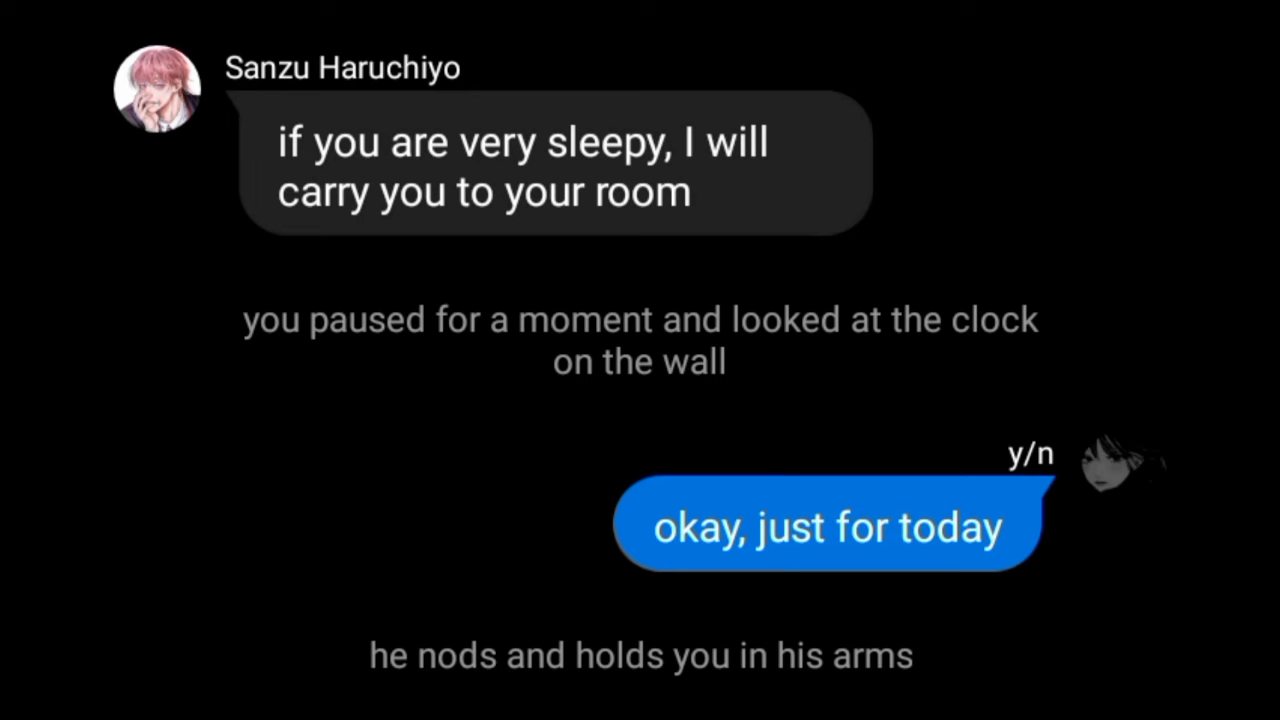 Sanzu Haruchiyo
if you are very sleepy, I will
carry you to your room
you paused for a moment and looked at the clock
on the wall
y/n
okay, just for today
he nods and holds you in his arms